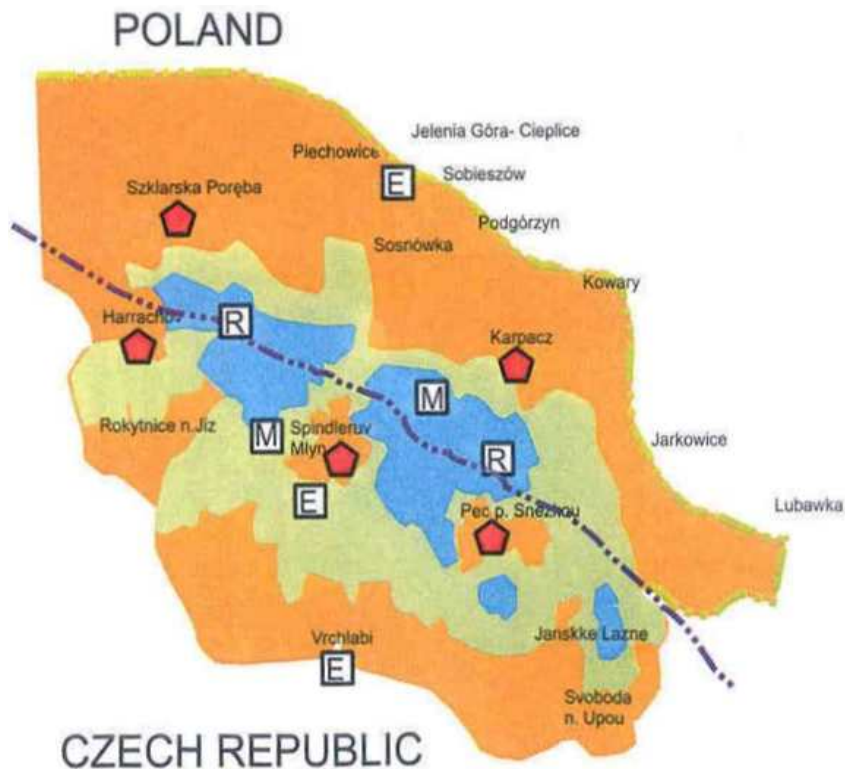 POLAND
Jelenia Góra- Cieplice
Piechowice
E
Sobieszów
Szklarska Poręba
Podgórzyn
Sosnówka
Kowary
R
Harrachov
Karpacz
M
M
Rokytnice n.Jiz
Spindleruv
Młyn
Jarkowice
R
E
Lubawka
Pec p. Snezkou
Vrchlabi
Janskke Lazne
E
Svoboda
n. Upou
CZECH REPUBLIC